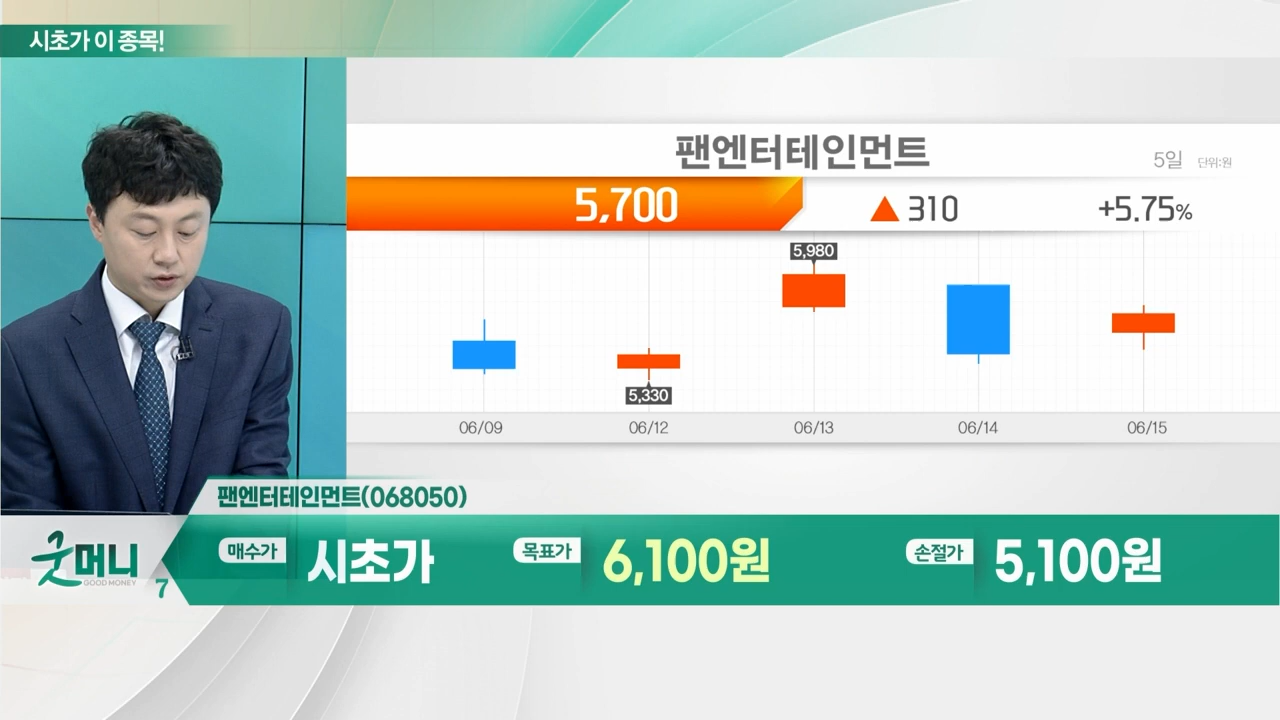 시초가 이 종목!
팬엔터테인먼트
5일 단위:원
5,700 ▲310 +5.75%
5,980
5,330
06/09 06/12 06/13 06/14 06/15
팬엔터테인먼트(068050)
굿머니
GOOD MONEY
7
매수가 시초가 목표가 6,100원 손절가 5,100원